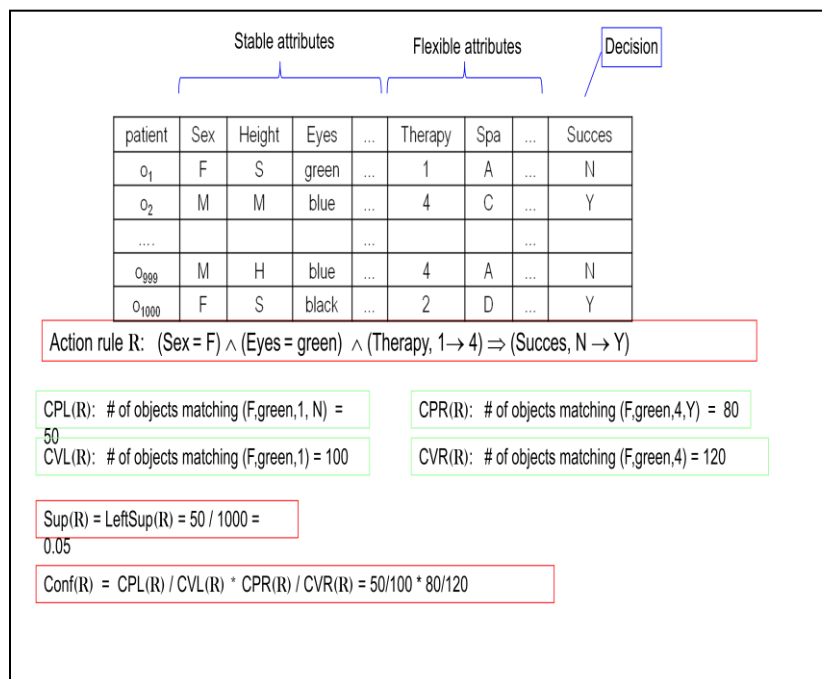 Stable attributes Flexible attributes Decision
patient Sex Height Eyes ... Therapy Spa ... Succes
o₁ F S green ... 1 A ... N
o₂ M M blue ... 4 C ... Y
.... ... ...
o₉₉₉ M H blue ... 4 A ... N
o₁₀₀₀ F S black ... 2 D ... Y
Action rule R: (Sex = F) ∧ (Eyes = green) ∧ (Therapy, 1→ 4) ⇒ (Succes, N → Y)
CPL(R): # of objects matching (F,green,1, N) = 50
CPR(R): # of objects matching (F,green,4,Y) = 80
CVL(R): # of objects matching (F,green,1) = 100
CVR(R): # of objects matching (F,green,4) = 120
Sup(R) = LeftSup(R) = 50 / 1000 =
0.05
Conf(R) = CPL(R) / CVL(R) * CPR(R) / CVR(R) = 50/100 * 80/120